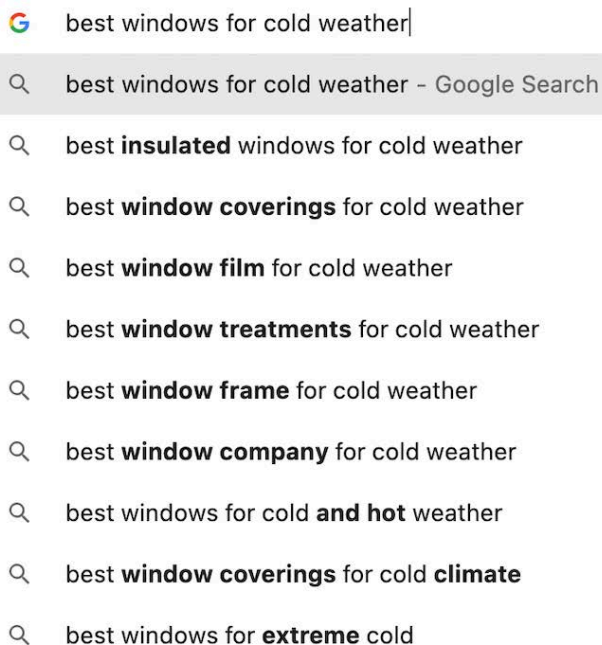 best windows for cold weather
best windows for cold weather - Google Search
best insulated windows for cold weather
best window coverings for cold weather
best window film for cold weather
best window treatments for cold weather
best window frame for cold weather
best window company for cold weather
best windows for cold and hot weather
best window coverings for cold climate
best windows for extreme cold